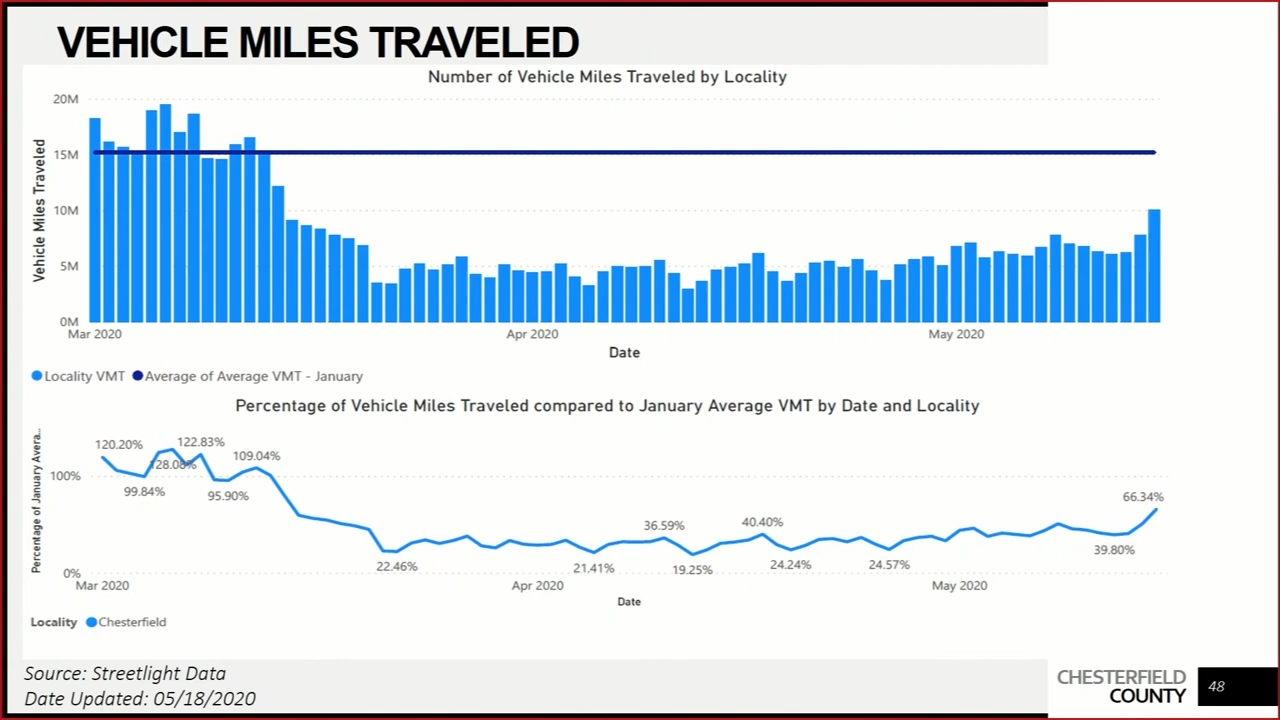 VEHICLE MILES TRAVELED
Number of Vehicle Miles Traveled by Locality
Vehicle Miles Traveled
20M
15M
10M
5M
0M
Mar 2020 Apr 2020 May 2020
Date
Locality VMT Average of Average VMT - January
Percentage of Vehicle Miles Traveled compared to January Average VMT by Date and Locality
Percentage of January Avera...
100%
0%
120.20% 122.83%
128.08% 109.04%
99.84% 95.90%
66.34%
36.59% 40.40%
39.80%
22.46% 21.41% 19.25% 24.24% 24.57%
Mar 2020 Apr 2020 May 2020
Date
Locality Chesterfield
Source: Streetlight Data
Date Updated: 05/18/2020
CHESTERFIELD
COUNTY
48